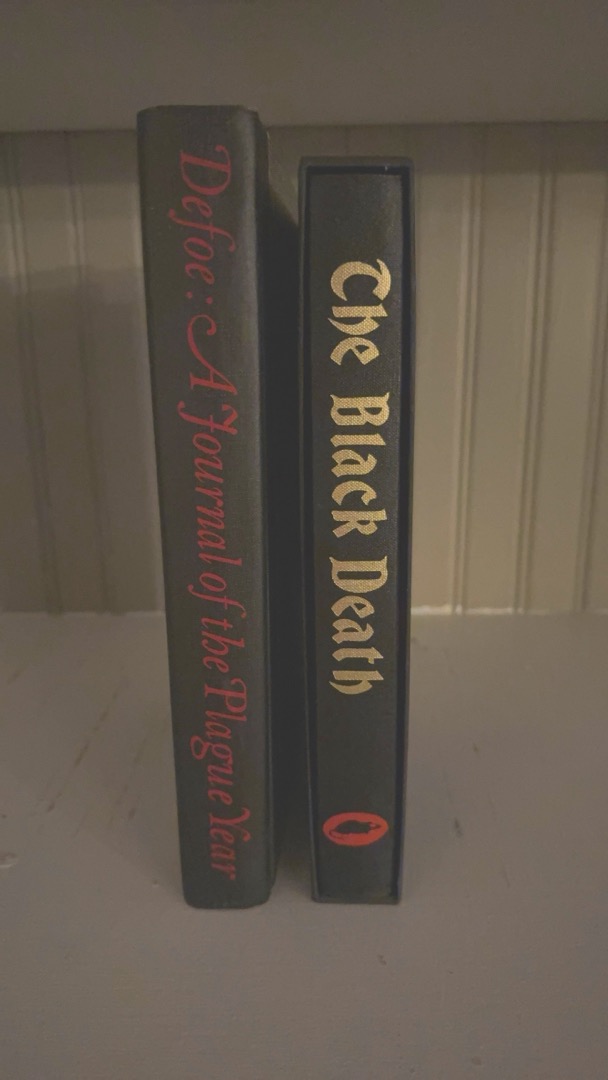 Defoe: A Journal of the Plague Year
The Black Death